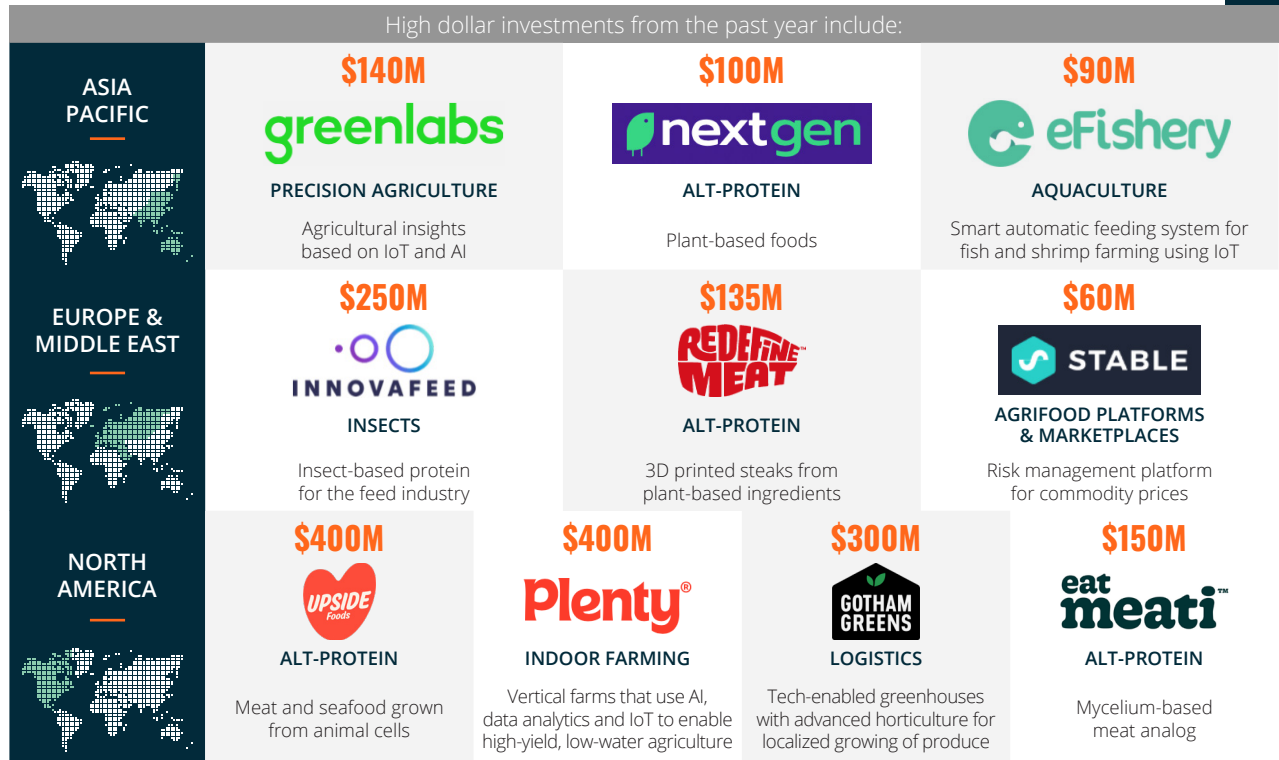 High dollar investments from the past year include:
ASIA
PACIFIC
$140M
greenlabs
PRECISION AGRICULTURE
Agricultural insights
based on IoT and AI
$100M
nextgen
ALT-PROTEIN
Plant-based foods
$90M
eFishery
AQUACULTURE
Smart automatic feeding system for
fish and shrimp farming using IoT
EUROPE &
MIDDLE EAST
$250M
INNOVAFEED
INSECTS
Insect-based protein
for the feed industry
$135M
REDEFINE™
MEAT
ALT-PROTEIN
3D printed steaks from
plant-based ingredients
$60M
STABLE
AGRIFOOD PLATFORMS
& MARKETPLACES
Risk management platform
for commodity prices
NORTH
AMERICA
$400M
UPSIDE
Foods
ALT-PROTEIN
Meat and seafood grown
from animal cells
$400M
Plenty®
INDOOR FARMING
Vertical farms that use AI,
data analytics and IoT to enable
high-yield, low-water agriculture
$300M
GOTHAM
GREENS
LOGISTICS
Tech-enabled greenhouses
with advanced horticulture for
localized growing of produce
$150M
eat
meati™
ALT-PROTEIN
Mycelium-based
meat analog